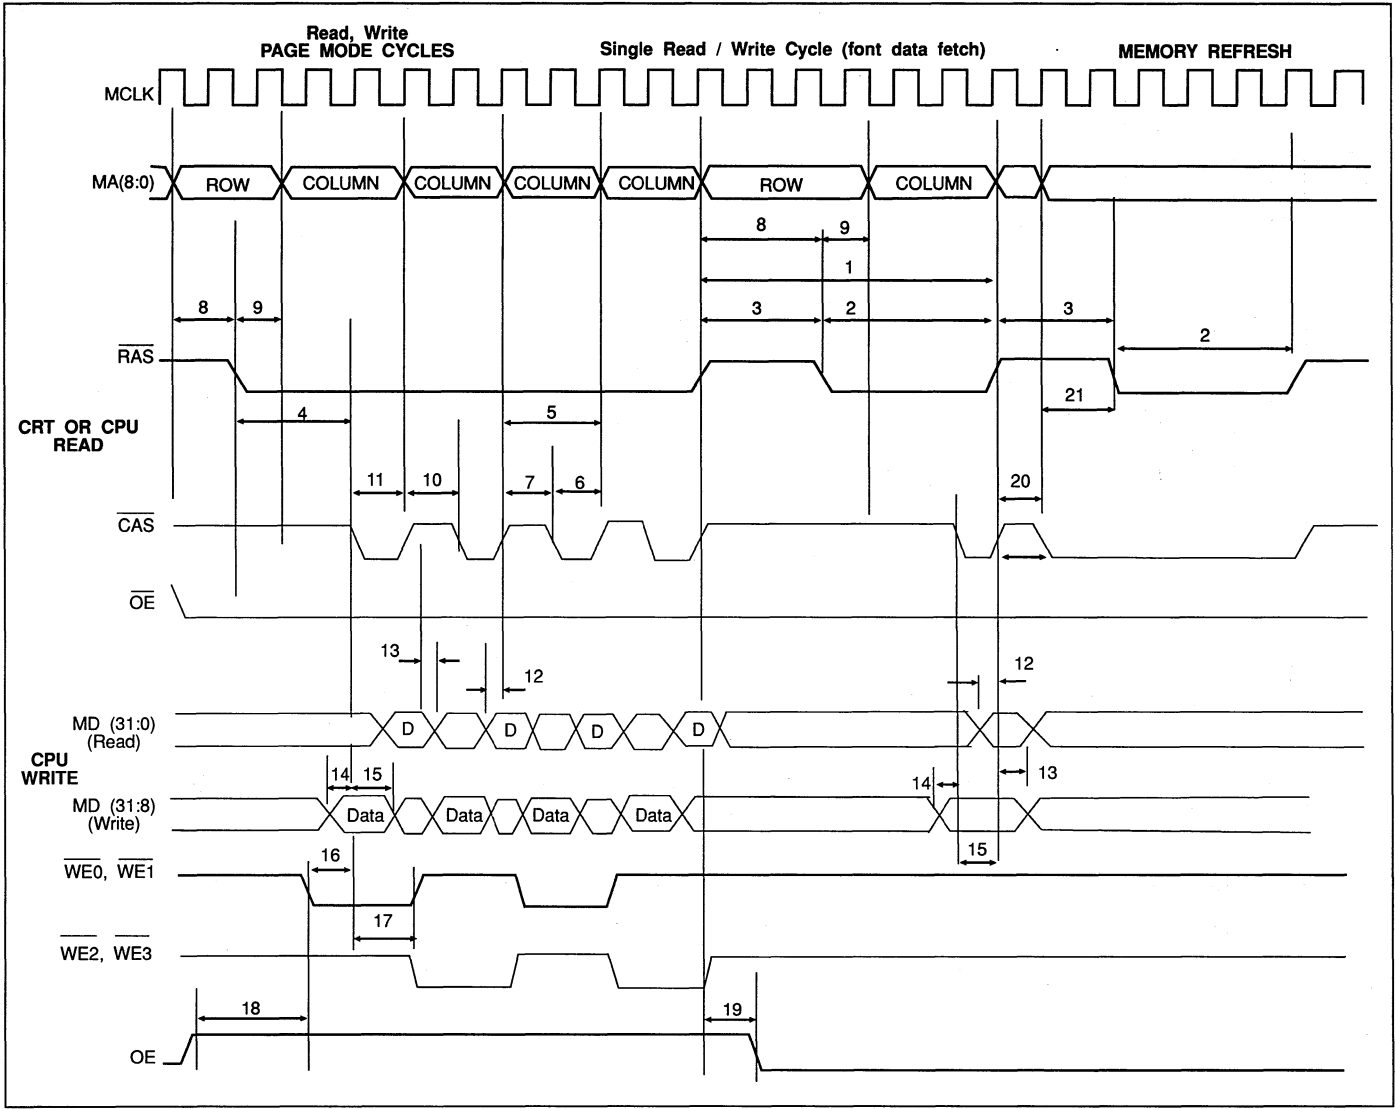 Read, Write
PAGE MODE CYCLES
Single Read / Write Cycle (font data fetch)
MEMORY REFRESH
MCLK
MA(8:0)
ROW
COLUMN
COLUMN
COLUMN
COLUMN
ROW
COLUMN
8
9
1
8
9
3
2
3
2
RAS
4
5
21
CRT OR CPU
READ
11
10
7
6
20
CAS
OE
13
12
12
MD (31:0)
(Read)
D
D
D
D
CPU
WRITE
14
15
14
13
MD (31:8)
(Write)
Data
Data
Data
Data
16
15
WE0, WE1
17
WE2, WE3
18
19
OE